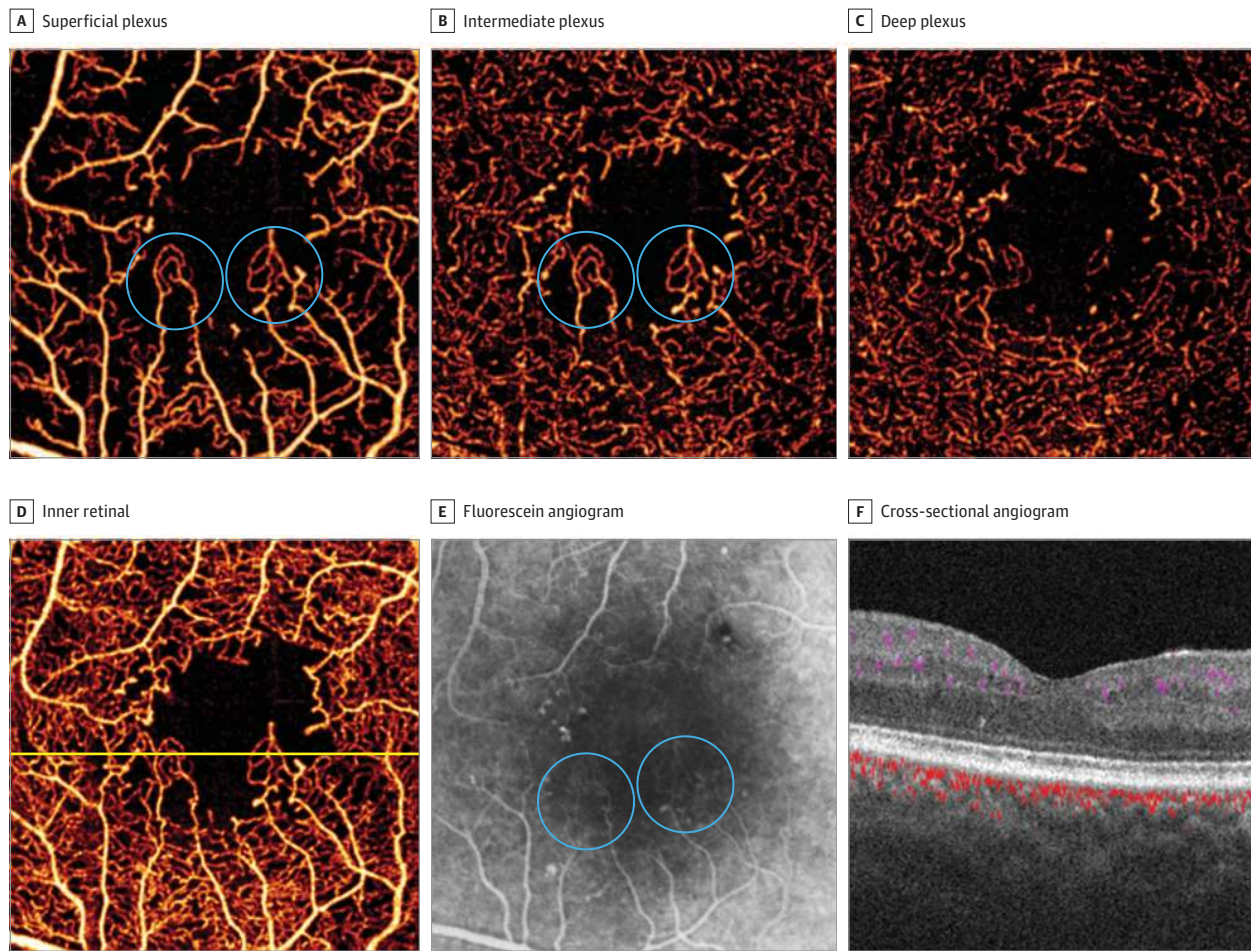 A Superficial plexus
B Intermediate plexus
C Deep plexus
D Inner retinal
E Fluorescein angiogram
F Cross-sectional angiogram